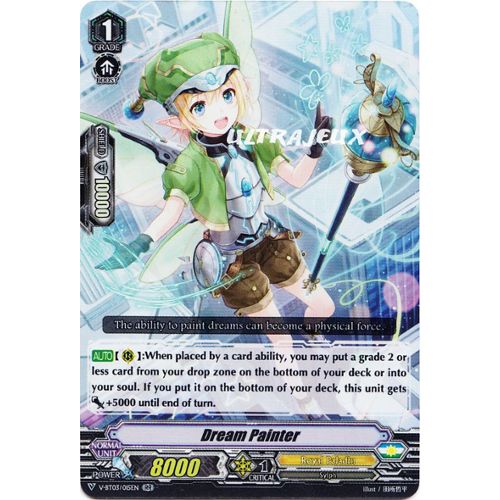 1
GRADE
BOOST
SHIELD
10000
ULTRAJEUX
The ability to paint dreams can become a physical force.
AUTO [ ]:When placed by a card ability, you may put a grade 2 or
less card from your drop zone on the bottom of your deck or into
your soul. If you put it on the bottom of your deck, this unit gets
+5000 until end of turn.
NORMAL
UNIT
Dream Painter
POWER
8000
1
CRITICAL
Royal Paladin
Sylph
V-BT03/015EN RR
Illust /